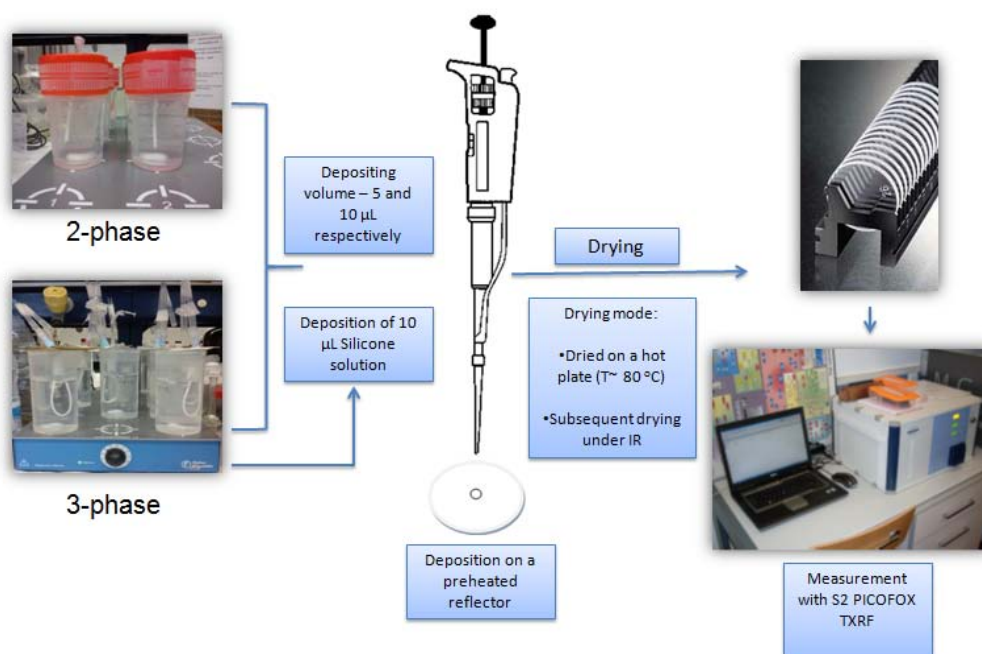 2-phase
3-phase
Depositing
volume – 5 and
10 µL
respectively
Deposition of 10
µL Silicone
solution
Deposition on a
preheated
reflector
Drying
Drying mode:
•Dried on a hot
plate (T~ 80 °C)
•Subsequent drying
under IR
Measurement
with S2 PICOFOX
TXRF
1
2